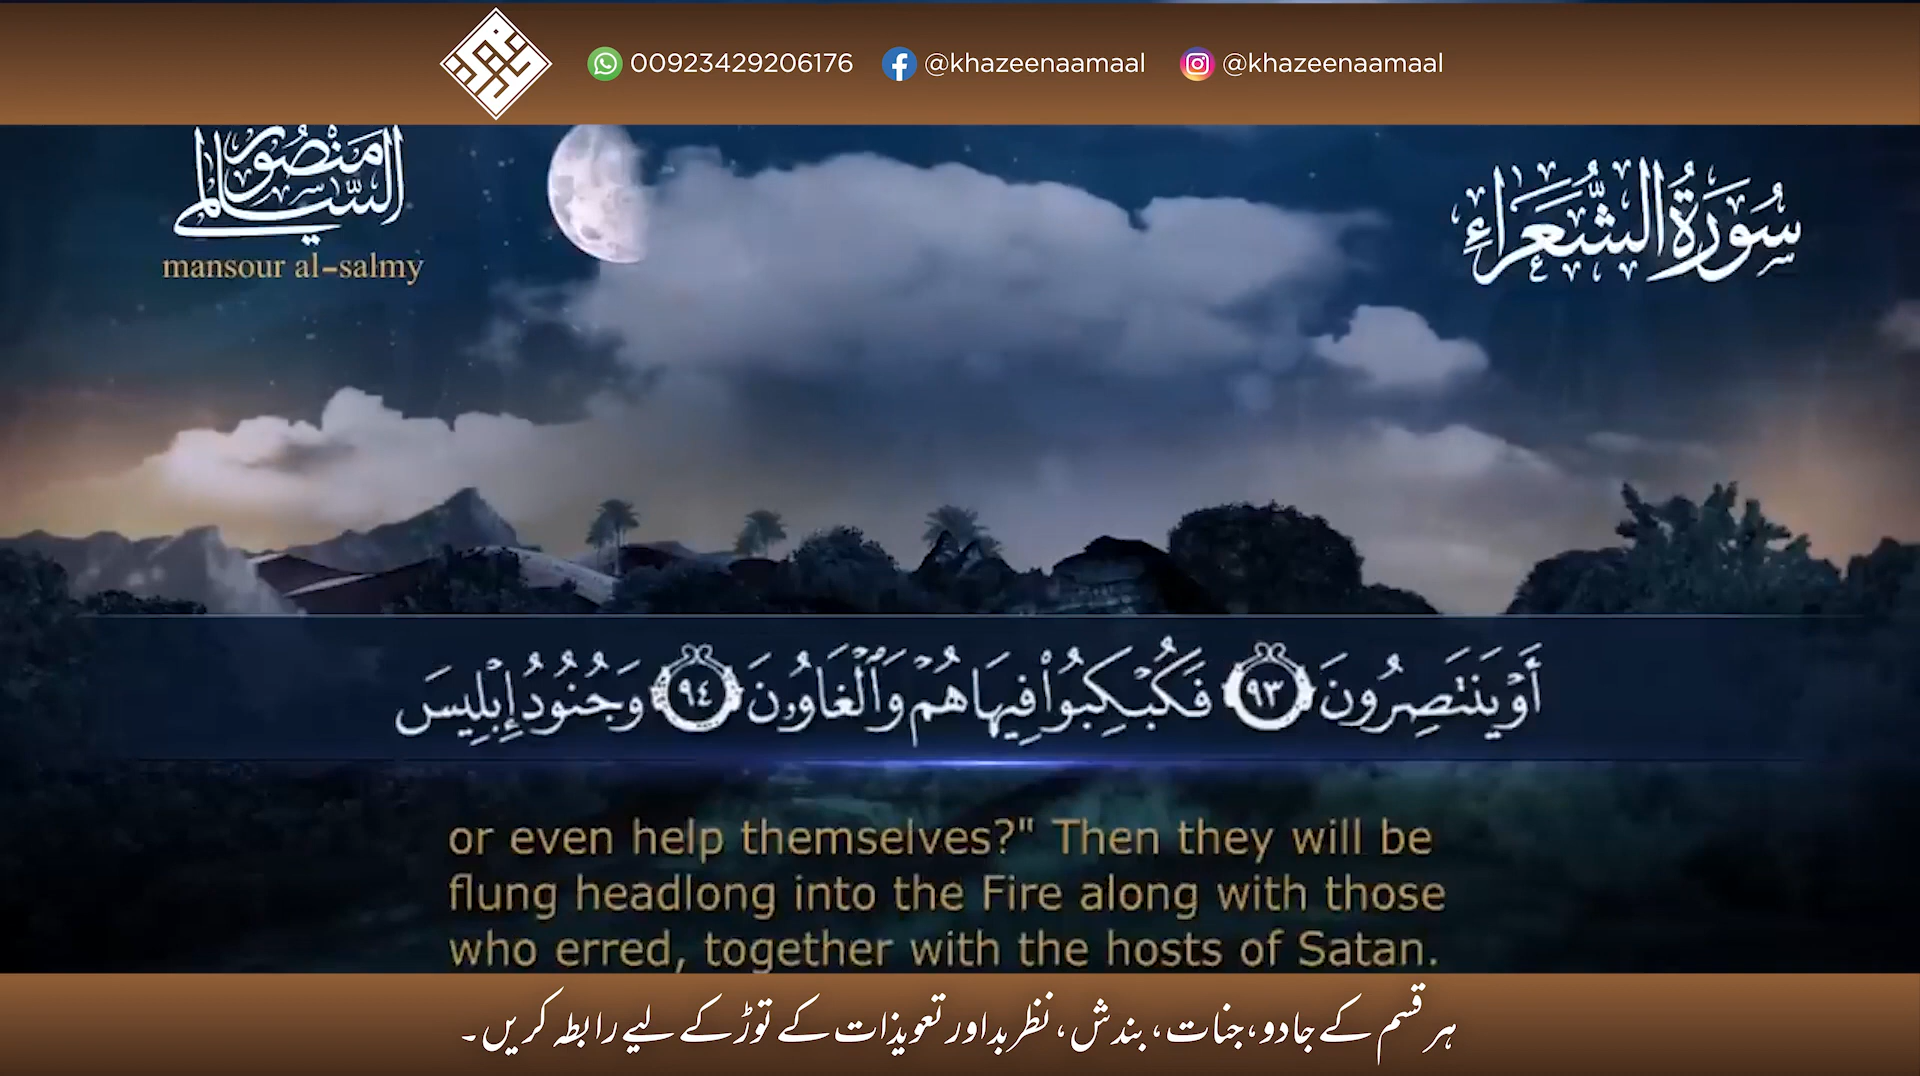 00923429206176 @khazeenaamaal @khazeenaamaal
منصور السالمي
mansour al-salmy
سُورَةُ الشُّعَرَاءِ
أَوْ يَنتَصِرُونَ ٩٣ فَكُبْكِبُوا۟ فِيهَا هُمْ وَٱلْغَاوُۥنَ ٩٤ وَجُنُودُ إِبْلِيسَ
or even help themselves?" Then they will be
flung headlong into the Fire along with those
who erred, together with the hosts of Satan.
ہر قسم کے جادو، جنات، بندش، نظر بد اور تعویذات کے توڑ کے لیے رابطہ کریں۔